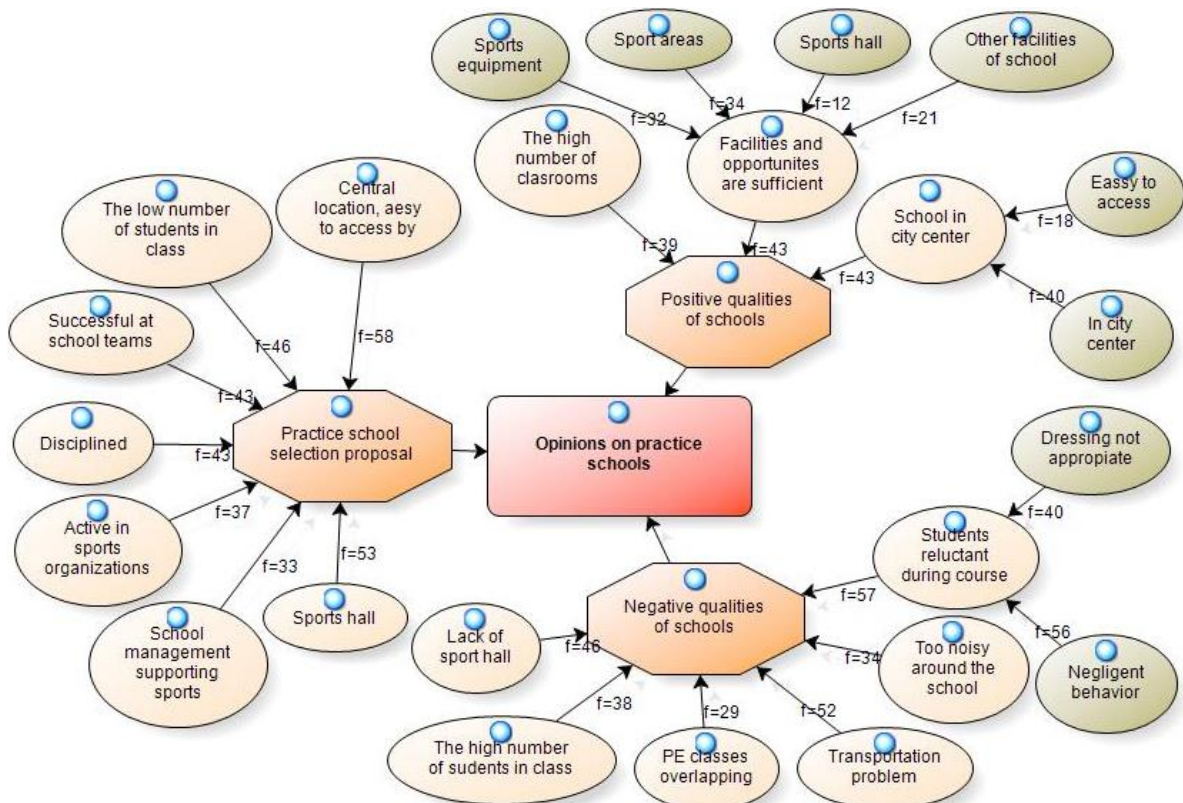 Sports
equipment
Sport areas
Sports hall
Other facilities
of school
f=32
f=34
f=12
f=21
The high
number of
clasrooms
Facilities and
opportunites
are sufficient
School in
city center
Eassy to
access
f=18
f=40
In city
center
f=39
f=43
f=43
Positive qualities
of schools
The low number
of students in
class
Central
location, aesy
to access by
Successful at
school teams
f=46
f=58
f=43
Disciplined
f=43
Practice school
selection proposal
Active in
sports
organizations
f=37
f=33
f=53
School
management
supporting
sports
Sports hall
Opinions on practice
schools
Dressing not
appropiate
f=40
Students
reluctant
during course
f=57
f=56
Negligent
behavior
Negative qualities
of schools
Lack of
sport hall
f=46
f=34
Too noisy
around the
school
f=38
f=29
f=52
The high number
of sudents in class
PE classes
overlapping
Transportation
problem